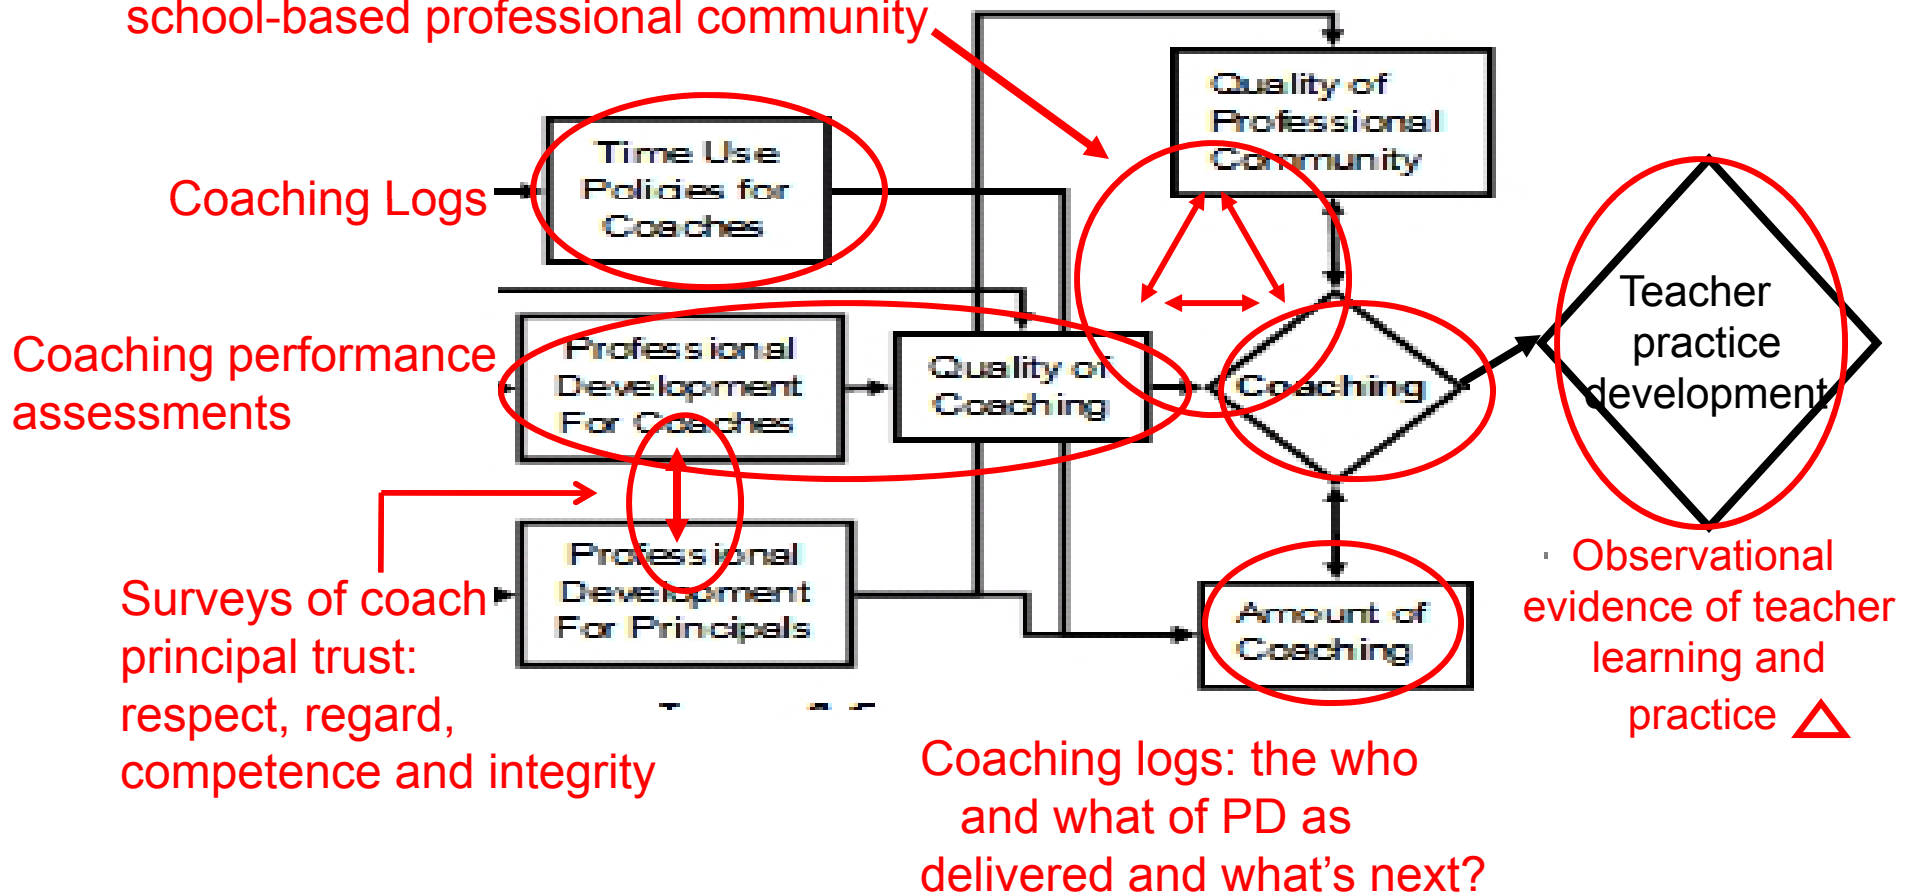 school-based professional community
Quality of
Professional
Community
Time Use
Policies for
Coaches
Coaching Logs
Teacher
practice
development
Coaching performance
assessments
Professional
Development
For Coaches
Quality of
Coaching
Coaching
Professional
Development
For Principals
Surveys of coach
principal trust:
respect, regard,
competence and integrity
Amount of
Coaching
Observational
evidence of teacher
learning and
practice
Coaching logs: the who
and what of PD as
delivered and what’s next?